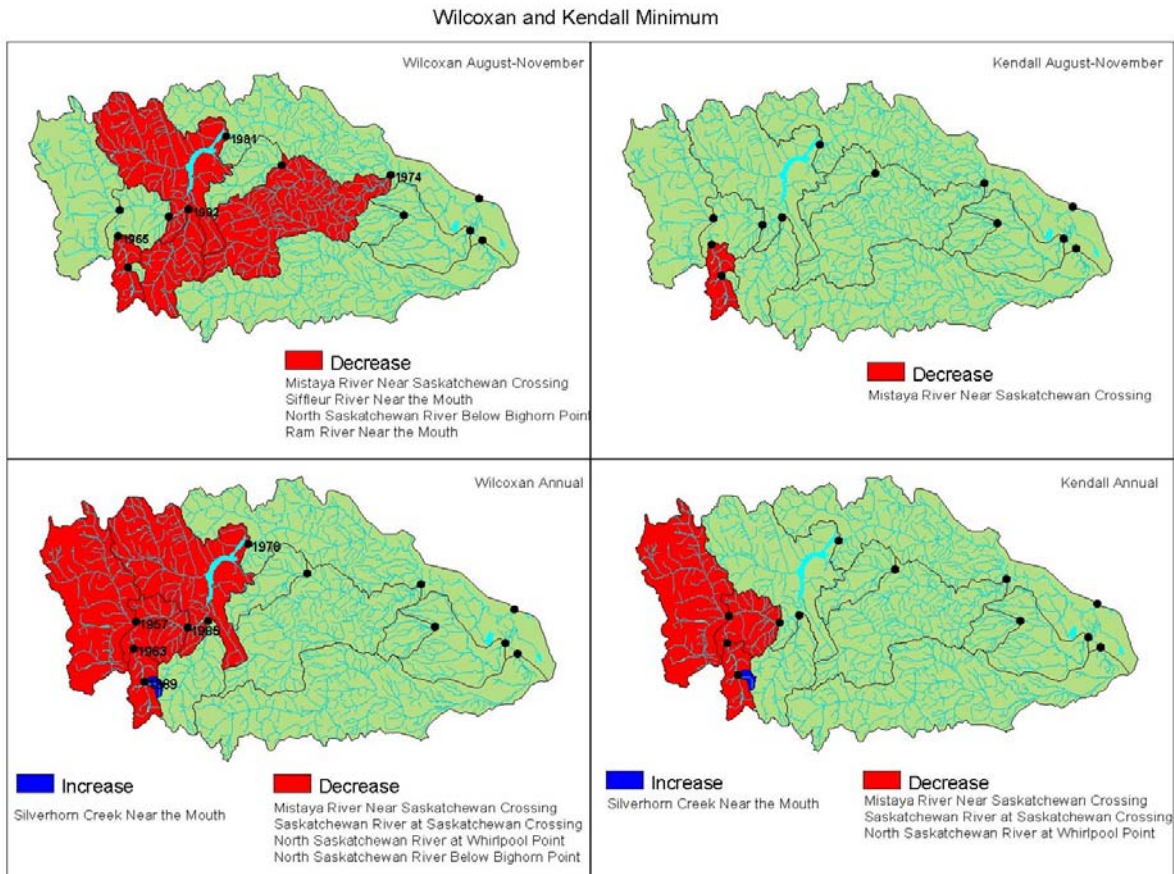 Wilcoxan and Kendall Minimum
Wilcoxan August-November
1981
1974
1992
1965
Decrease
Mistaya River Near Saskatchewan Crossing
Siffleur River Near the Mouth
North Saskatchewan River Below Bighorn Point
Ram River Near the Mouth
Kendall August-November
Decrease
Mistaya River Near Saskatchewan Crossing
Wilcoxan Annual
1957
1985
1963
Increase
Silverhorn Creek Near the Mouth
Decrease
Mistaya River Near Saskatchewan Crossing
Saskatchewan River at Saskatchewan Crossing
North Saskatchewan River at Whirlpool Point
North Saskatchewan River Below Bighorn Point
Kendall Annual
Increase
Silverhorn Creek Near the Mouth
Decrease
Mistaya River Near Saskatchewan Crossing
Saskatchewan River at Saskatchewan Crossing
North Saskatchewan River at Whirlpool Point